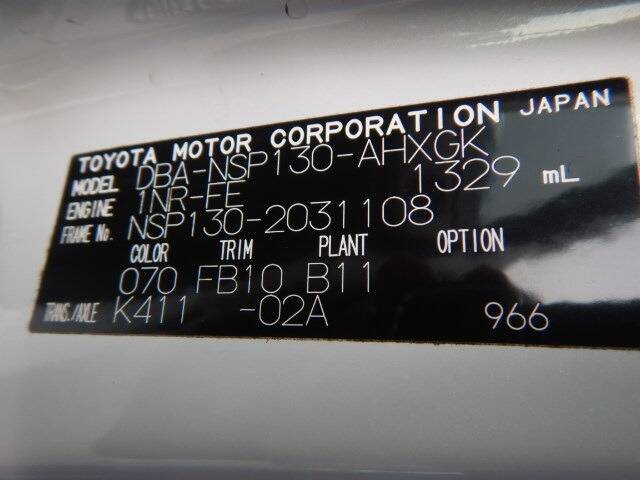 TOYOTA MOTOR CORPORATION JAPAN
MODEL DBA-NSP130-AHXGK
ENGINE 1NR-FE 1329 mL
FRAME No. NSP130-2031108
COLOR TRIM PLANT OPTION
070 FB10 B11
TRANS./AXLE K411 -02A 966